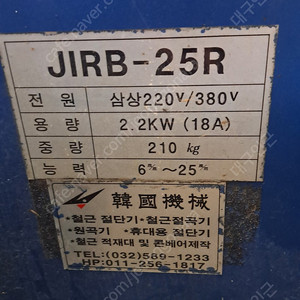 JIRB-25R
전원 삼상220V/380V
용량 2.2KW (18A)
중량 210 kg
능력 6㎜~25㎜
韓國機械
•철근 절단기•철근절곡기
•원곡기 •휴대용 절단기
•철근 적재대 및 콘베어제작
TEL:(032)589-1233
HP:011-256-1817